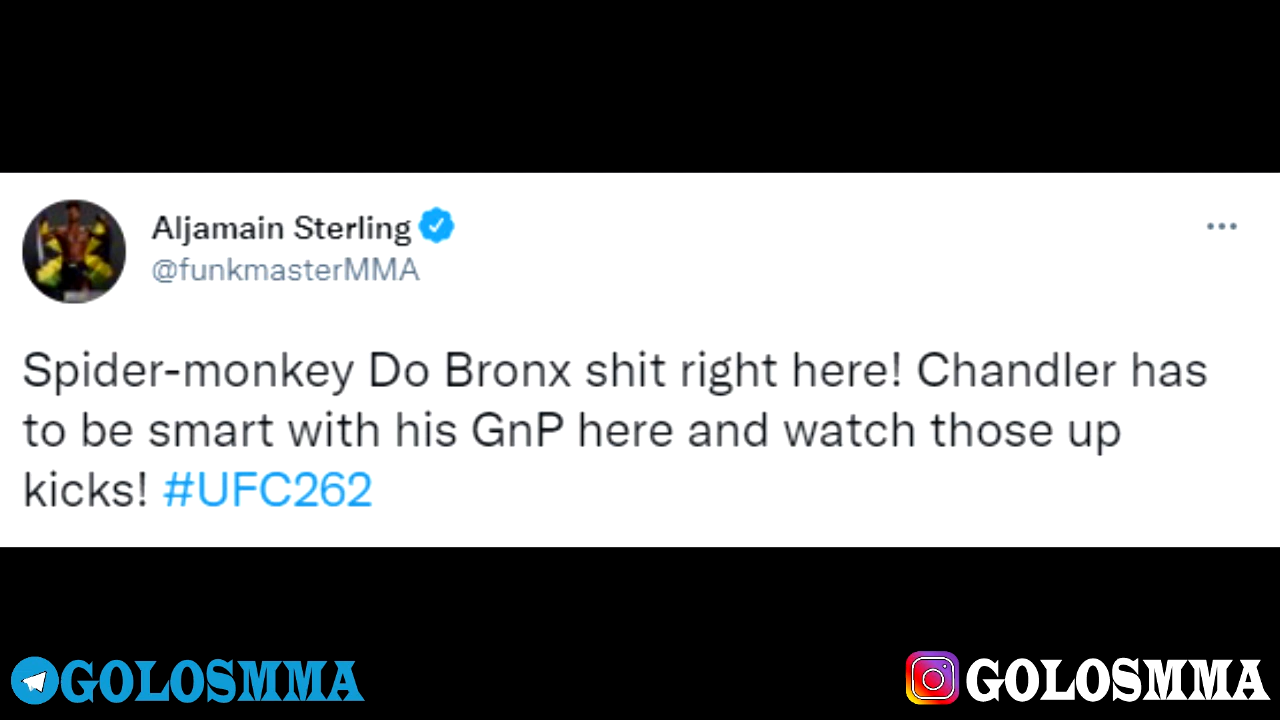 Aljamain Sterling
@funkmasterMMA
Spider-monkey Do Bronx shit right here! Chandler has
to be smart with his GnP here and watch those up
kicks! #UFC262
GOLOSMMA
GOLOSMMA